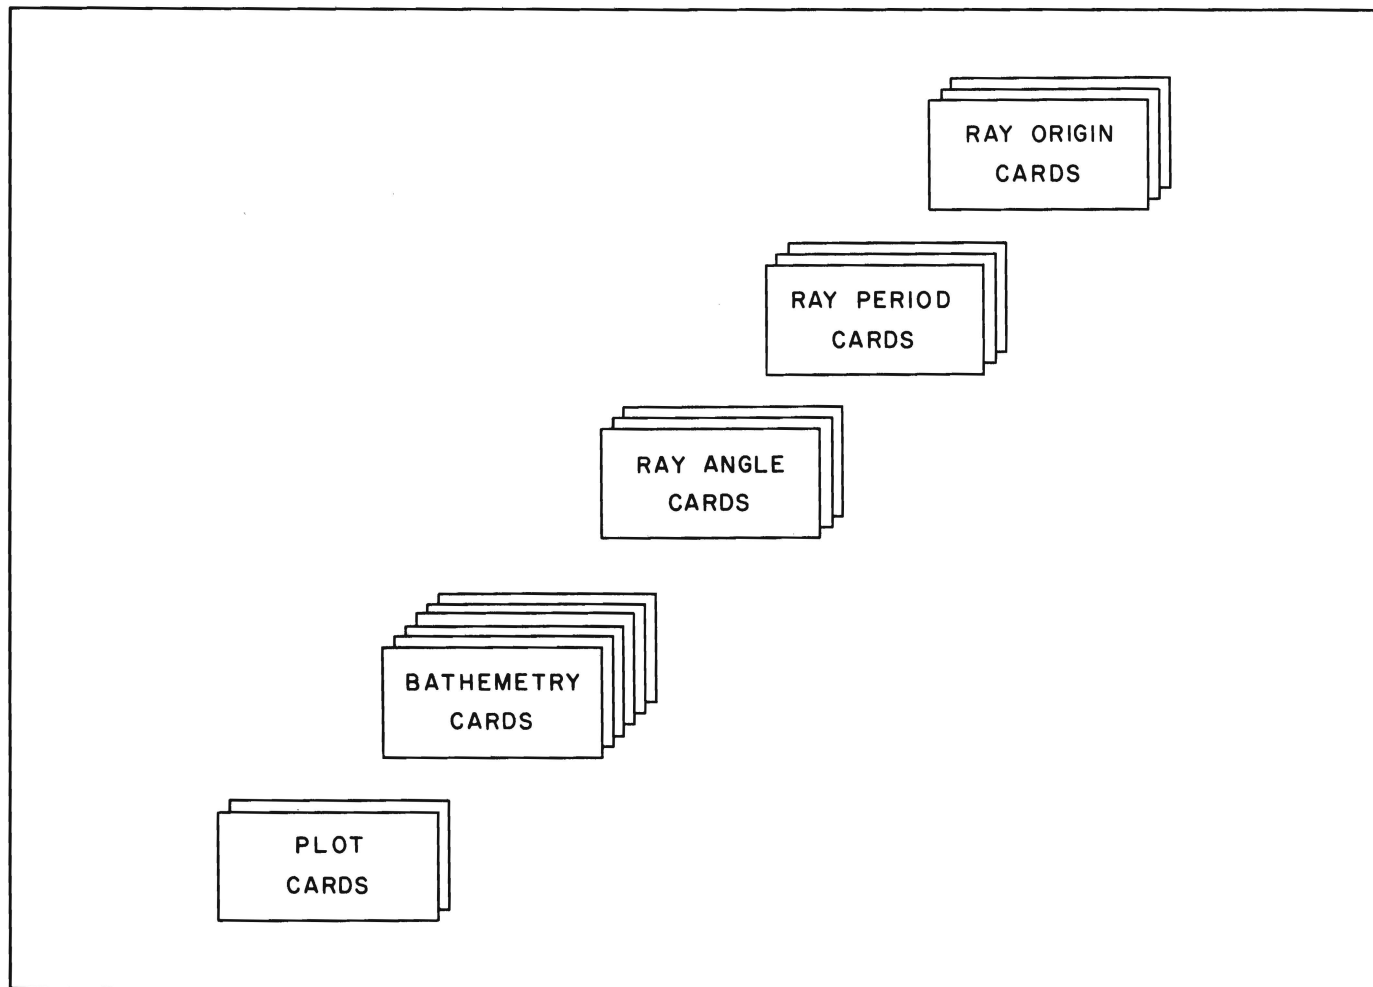 RAY ORIGIN
CARDS
RAY PERIOD
CARDS
RAY ANGLE
CARDS
BATHEMETRY
CARDS
PLOT
CARDS